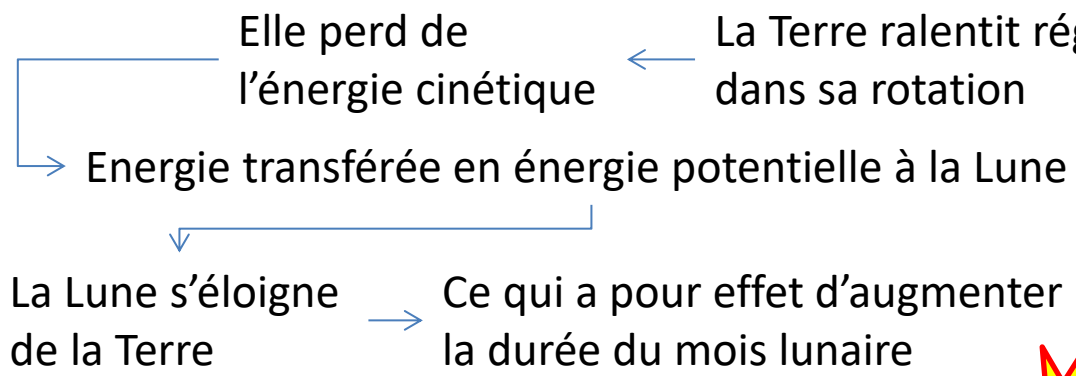 Elle perd de
l’énergie cinétique
La Terre ralentit
dans sa rotation
Energie transférée en énergie potentielle à la Lune
La Lune s’éloigne
de la Terre
Ce qui a pour effet d’augmenter
la durée du mois lunaire